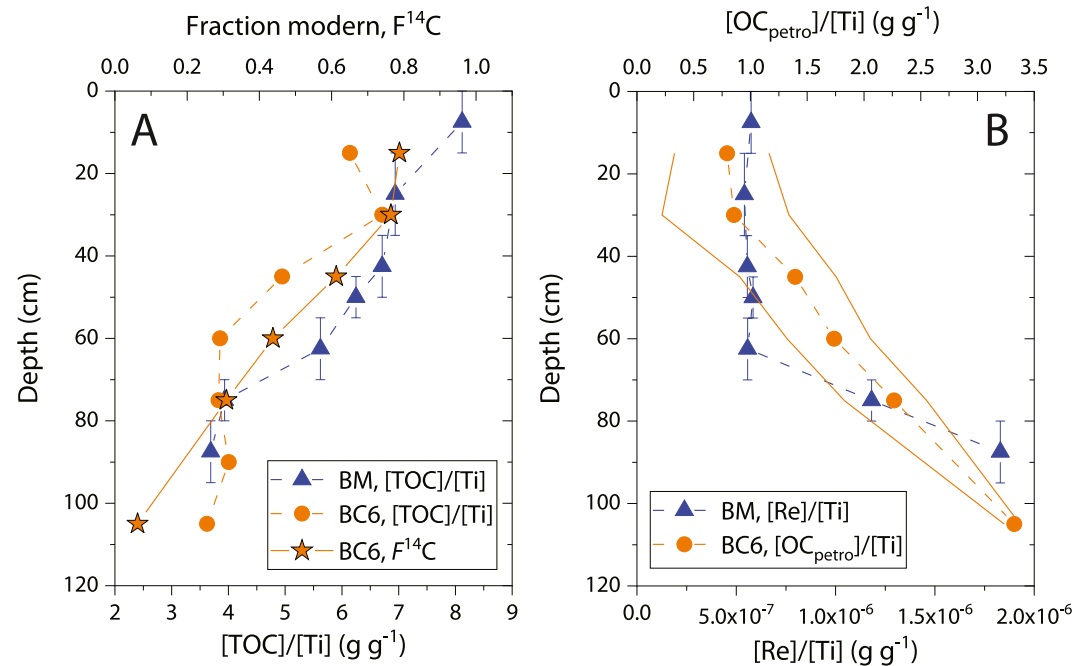 Fraction modern, F¹⁴C
0.0 0.2 0.4 0.6 0.8 1.0
A
Depth (cm)
0
20
40
60
80
100
120
BM, [TOC]/[Ti]
BC6, [TOC]/[Ti]
BC6, F¹⁴C
2 3 4 5 6 7 8 9
[TOC]/[Ti] (g g⁻¹)
[OCpetro]/[Ti] (g g⁻¹)
0.0 0.5 1.0 1.5 2.0 2.5 3.0 3.5
B
Depth (cm)
0
20
40
60
80
100
120
BM, [Re]/[Ti]
BC6, [OCpetro]/[Ti]
0.0 5.0x10⁻⁷ 1.0x10⁻⁶ 1.5x10⁻⁶ 2.0x10⁻⁶
[Re]/[Ti] (g g⁻¹)